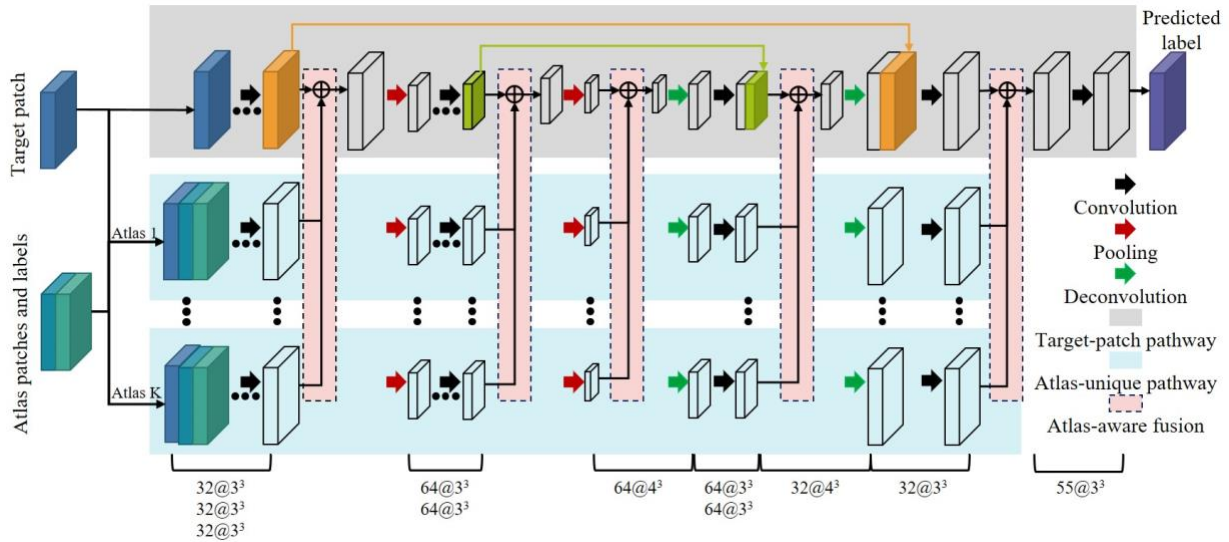 Predicted
label
Target patch
Atlas patches and labels
Atlas 1
Atlas K
Convolution
Pooling
Deconvolution
Target-patch pathway
Atlas-unique pathway
Atlas-aware fusion
32@3³
32@3³
32@3³
64@3³
64@3³
64@4³
64@3³
64@3³
32@4³
32@3³
55@3³